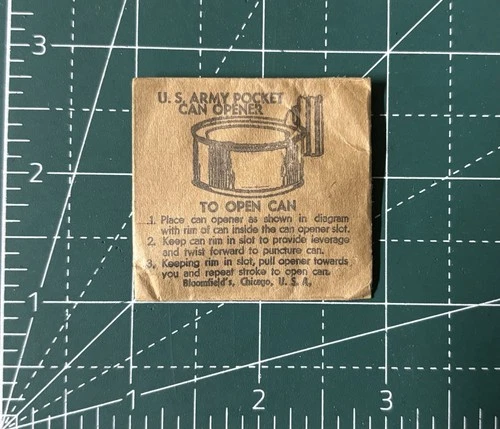 U. S. ARMY POCKET
CAN OPENER
TO OPEN CAN
1. Place can opener as shown in diagram
with rim of can inside the can opener slot.
2. Keep can rim in slot to provide leverage
and twist forward to puncture can.
3. Keeping rim in slot, pull opener towards
you and repeat stroke to open can.
Bloomfield's, Chicago, U. S. A.
3
2
1
2
3